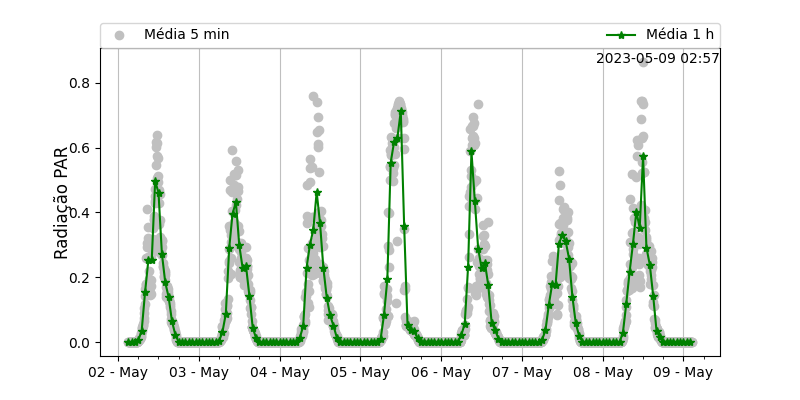 Média 5 min
Média 1 h
2023-05-09 02:57
Radiação PAR
0.8
0.6
0.4
0.2
0.0
02 - May
03 - May
04 - May
05 - May
06 - May
07 - May
08 - May
09 - May